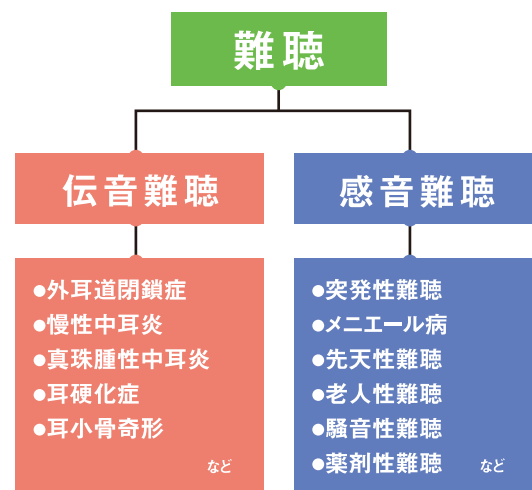 難聴
伝音難聴
●外耳道閉鎖症
●慢性中耳炎
●真珠腫性中耳炎
●耳硬化症
●耳小骨奇形
など
感音難聴
●突発性難聴
●メニエール病
●先天性難聴
●老人性難聴
●騒音性難聴
●薬剤性難聴
など